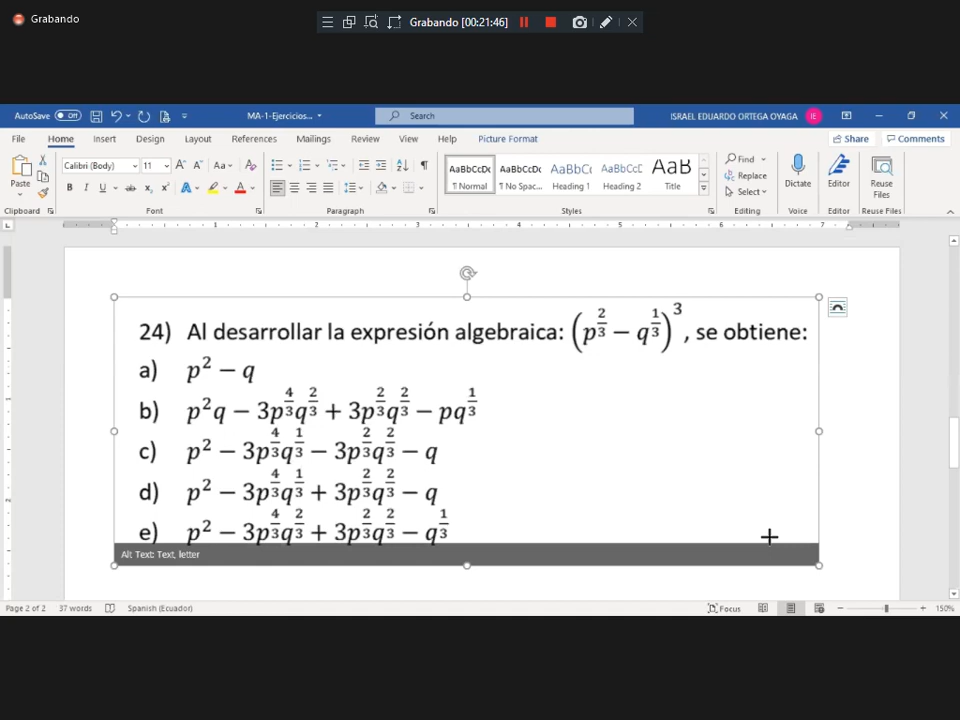 Grabando
Grabando [00:21:46]
AutoSave Off
MA-1-Ejercicios...
Search
ISRAEL EDUARDO ORTEGA OYAGA IE
File Home Insert Design Layout References Mailings Review View Help Picture Format Share Comments
Paste
Calibri (Body) 11
AaBbCcDc AaBbCcDc AaBbCc AaBbCcC AaB
¶ Normal ¶ No Spac... Heading 1 Heading 2 Title
Find
Replace
Select
Dictate
Editor
Reuse Files
Clipboard Font Paragraph Styles Editing Voice Editor Reuse Files
24) Al desarrollar la expresión algebraica: (p^{2/3} − q^{1/3})^3, se obtiene:
a) p^2 − q
b) p^2q − 3p^{4/3}q^{2/3} + 3p^{2/3}q^{2/3} − pq^{1/3}
c) p^2 − 3p^{4/3}q^{1/3} − 3p^{2/3}q^{2/3} − q
d) p^2 − 3p^{4/3}q^{1/3} + 3p^{2/3}q^{2/3} − q
e) p^2 − 3p^{4/3}q^{2/3} + 3p^{2/3}q^{2/3} − q^{1/3}
Alt Text: Text, letter
Page 2 of 2 37 words Spanish (Ecuador) Focus 150%